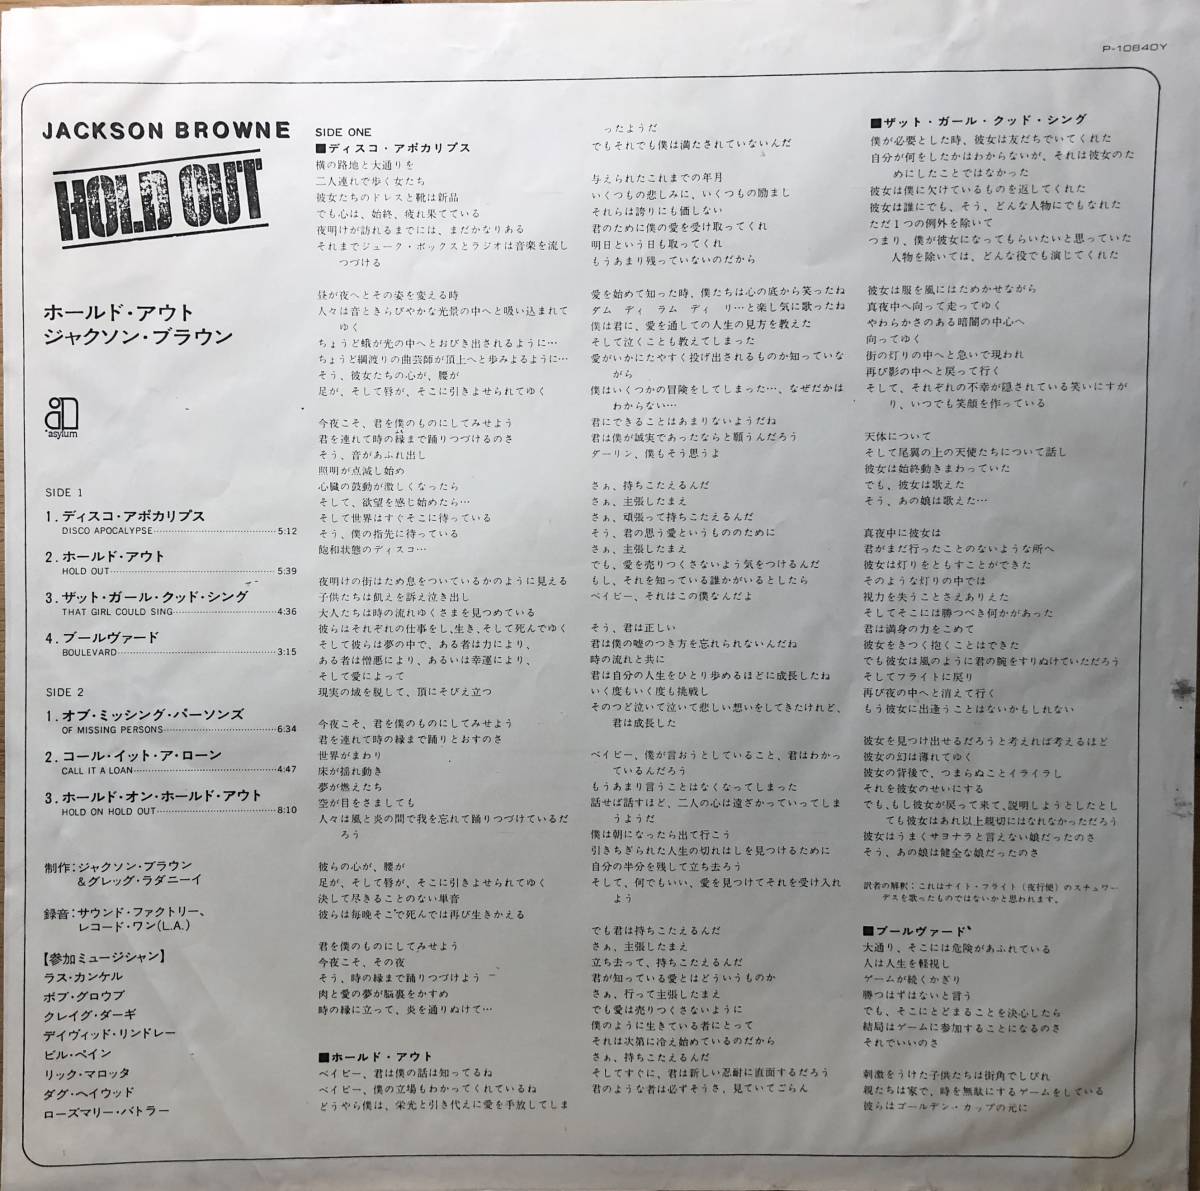 P-10840Y
JACKSON BROWNE
HOLD OUT
ホールド・アウト
ジャクソン・ブラウン
asylum
SIDE 1
1. ディスコ・アポカリプス
DISCO APOCALYPSE 5:12
2. ホールド・アウト
HOLD OUT 5:39
3. ザット・ガール・クッド・シング
THAT GIRL COULD SING 4:36
4. ブールヴァード
BOULEVARD 3:15
SIDE 2
1. オブ・ミッシング・パーソンズ
OF MISSING PERSONS 6:34
2. コール・イット・ア・ローン
CALL IT A LOAN 4:47
3. ホールド・オン・ホールド・アウト
HOLD ON HOLD OUT 8:10
制作：ジャクソン・ブラウン
＆グレッグ・ラダニーイ
録音：サウンド・ファクトリー、
レコード・ワン(L.A.)
【参加ミュージシャン】
ラス・カンケル
ボブ・グロウブ
クレイグ・ダーギ
デイヴィッド・リンドレー
ビル・ペイン
リック・マロッタ
ダグ・ヘイウッド
ローズマリー・バトラー
SIDE ONE
■ディスコ・アポカリプス
横の路地と大通りを
二人連れで歩く女たち
彼女たちのドレスと靴は新品
でも心は、始終、疲れ果てている
夜明けが訪れるまでには、まだかなりある
それまでジューク・ボックスとラジオは音楽を流し
つづける
昼が夜へとその姿を変える時
人々は音ときらびやかな光景の中へと吸い込まれて
ゆく
ちょうど蛾が光の中へとおびき出されるように…
ちょうど綱渡りの曲芸師が頂上へと歩みよるように…
そう、彼女たちの心が、腰が
足が、そして唇が、そこに引きよせられてゆく
今夜こそ、君を僕のものにしてみせよう
君を連れて時の縁まで踊りつづけるのさ
そう、音があふれ出し
照明が点滅し始め
心臓の鼓動が激しくなったら
そして、欲望を感じ始めたら…
そして世界はすぐそこに待っている
そう、僕の指先に待っている
飽和状態のディスコ…
夜明けの街はため息をついているかのように見える
子供たちは飢えを訴え泣き出し
大人たちは時の流れゆくさまを見つめている
彼らはそれぞれの仕事をし、生き、そして死んでゆく
そして彼らは夢の中で、ある者は力により、
ある者は憎悪により、あるいは幸運により、
そして愛によって
現実の域を脱して、頂にそびえ立つ
今夜こそ、君を僕のものにしてみせよう
君を連れて時の縁まで踊りとおすのさ
世界がまわり
床が揺れ動き
夢が燃えたち
空が目をさましても
人々は風と炎の間で我を忘れて踊りつづけているだ
ろう
彼らの心が、腰が
足が、そして唇が、そこに引きよせられてゆく
決して尽きることのない単音
彼らは毎晩そこで死んでは再び生きかえる
君を僕のものにしてみせよう
今夜こそ、その夜
そう、時の縁まで踊りつづけよう
肉と愛の夢が脳裏をかすめ
時の縁に立って、炎を通りぬけて…
■ホールド・アウト
ベイビー、君は僕の話は知ってるね
ベイビー、僕の立場もわかってくれているね
どうやら僕は、栄光と引き代えに愛を手放してしま
ったようだ
でもそれでも僕は満たされていないんだ
与えられたこれまでの年月
いくつもの悲しみに、いくつもの励まし
それらは誇りにも価しない
君のために僕の愛を受け取ってくれ
明日という日も取ってくれ
もうあまり残っていないのだから
愛を始めて知った時、僕たちは心の底から笑ったね
ダム ディ ラム ディ リ…と楽し気に歌ったね
僕は君に、愛を通しての人生の見方を教えた
そして泣くことも教えてしまった
愛がいかにたやすく投げ出されるものか知っていな
がら
僕はいくつかの冒険をしてしまった…、なぜだかは
わからない…
君にできることはあまりないようだね
君は僕が誠実であったならと願うんだろう
ダーリン、僕もそう思うよ
さぁ、持ちこたえるんだ
さぁ、主張したまえ
さぁ、頑張って持ちこたえるんだ
そう、君の思う愛というもののために
さぁ、主張したまえ
でも、愛を売りつくさないよう気をつけるんだ
もし、それを知っている誰かがいるとしたら
ベイビー、それはこの僕なんだよ
そう、君は正しい
君は僕の嘘のつき方を忘れられないんだね
時の流れと共に
君は自分の人生をひとり歩めるほどに成長したね
いく度もいく度も挑戦し
そのつど泣いて泣いて悲しい想いをしてきたけれど、
君は成長した
ベイビー、僕が言おうとしていること、君はわかっ
ているんだろう
もうあまり言うことはなくなってしまった
話せば話すほど、二人の心は遠ざかっていってしま
うようだ
僕は朝になったら出て行こう
引きちぎられた人生の切れはしを見つけるために
自分の半分を残して立ち去ろう
そして、何でもいい、愛を見つけてそれを受け入れ
よう
でも君は持ちこたえるんだ
さぁ、主張したまえ
立ち去って、持ちこたえるんだ
君が知っている愛とはどういうものか
さぁ、行って主張したまえ
でも愛は売りつくさないように
僕のように生きている者にとって
それは次第に冷え始めているのだから
さぁ、持ちこたえるんだ
そしてすぐに、君は新しい忍耐に直面するだろう
君のような者は必ずそうさ、見ていてごらん
■ザット・ガール・クッド・シング
僕が必要とした時、彼女は友だちでいてくれた
自分が何をしたかはわからないが、それは彼女のた
めにしたことではなかった
彼女は僕に欠けているものを返してくれた
彼女は誰にでも、そう、どんな人物にでもなれた
ただ1つの例外を除いて
つまり、僕が彼女になってもらいたいと思っていた
人物を除いては、どんな役でも演じてくれた
彼女は服を風にはためかせながら
真夜中へ向って走ってゆく
やわらかさのある暗闇の中心へ
向ってゆく
街の灯りの中へと急いで現われ
再び影の中へと戻って行く
そして、それぞれの不幸が隠されている笑いにすが
り、いつでも笑顔を作っている
天体について
そして尾翼の上の天使たちについて話し
彼女は始終動きまわっていた
でも、彼女は歌えた
そう、あの娘は歌えた…
真夜中に彼女は
君がまだ行ったことのないような所へ
彼女は灯りをともすことができた
そのような灯りの中では
視力を失うことさえありえた
そしてそこには勝つべき何かがあった
君は満身の力をこめて
彼女をきつく抱くことはできた
でも彼女は風のように君の腕をすりぬけていただろう
そしてフライトに戻り
再び夜の中へと消えて行く
もう彼女に出逢うことはないかもしれない
彼女を見つけ出せるだろうと考えれば考えるほど
彼女の幻は薄れてゆく
彼女の背後で、つまらぬことイライラし
それを彼女のせいにする
でも、もし彼女が戻って来て、説明しようとしたとし
ても彼女はあれ以上親切にはなれなかっただろう
彼女はうまくサヨナラと言えない娘だったのさ
そう、あの娘は健全な娘だったのさ
訳者の解釈：これはナイト・フライト（夜行便）のスチュワー
デスを歌ったものではないかと思われます。
■ブールヴァード
大通り、そこには危険があふれている
人は人生を軽視し
ゲームが続くかぎり
勝つはずはないと言う
でも、そこにとどまることを決心したら
結局はゲームに参加することになるのさ
それでいいのさ
刺激をうけた子供たちは街角でしびれ
親たちは家で、時を無駄にするゲームをしている
彼らはゴールデン・カップの元に